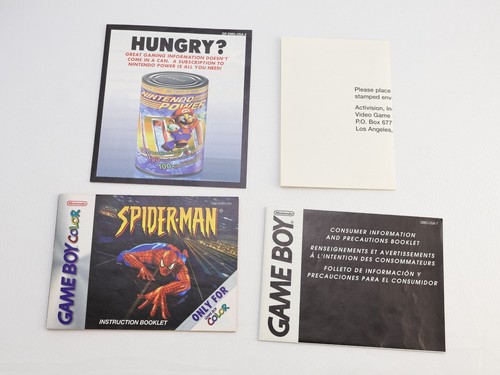 HUNGRY?
GREAT GAMING INFORMATION DOESN'T
COME IN A CAN. A SUBSCRIPTION TO
NINTENDO POWER IS ALL YOU NEED!
NINTENDO
POWER
100%
Please place
stamped env
Activision, In
Video Game
P.O. Box 677
Los Angeles,
Nintendo
GAME BOY COLOR
SPIDER-MAN
ONLY FOR
GAME BOY
COLOR
INSTRUCTION BOOKLET
Nintendo
GAME BOY
CONSUMER INFORMATION
AND PRECAUTIONS BOOKLET
RENSEIGNEMENTS ET AVERTISSEMENTS
À L'INTENTION DES CONSOMMATEURS
FOLLETO DE INFORMACIÓN Y
PRECAUCIONES PARA EL CONSUMIDOR